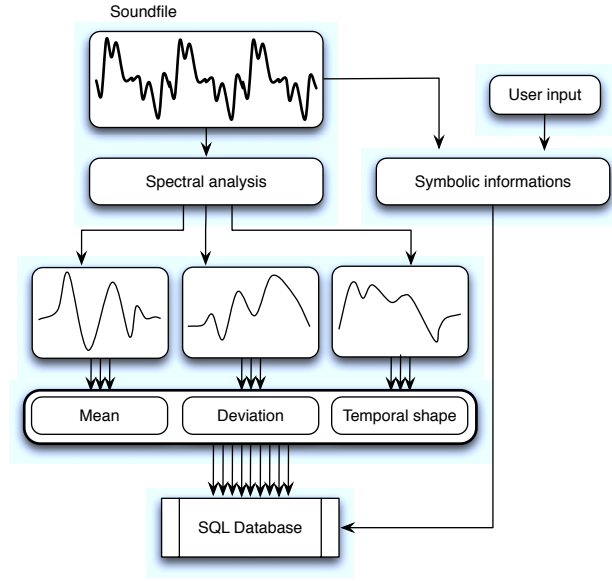 Soundfile
User input
Spectral analysis
Symbolic informations
Mean
Deviation
Temporal shape
SQL Database